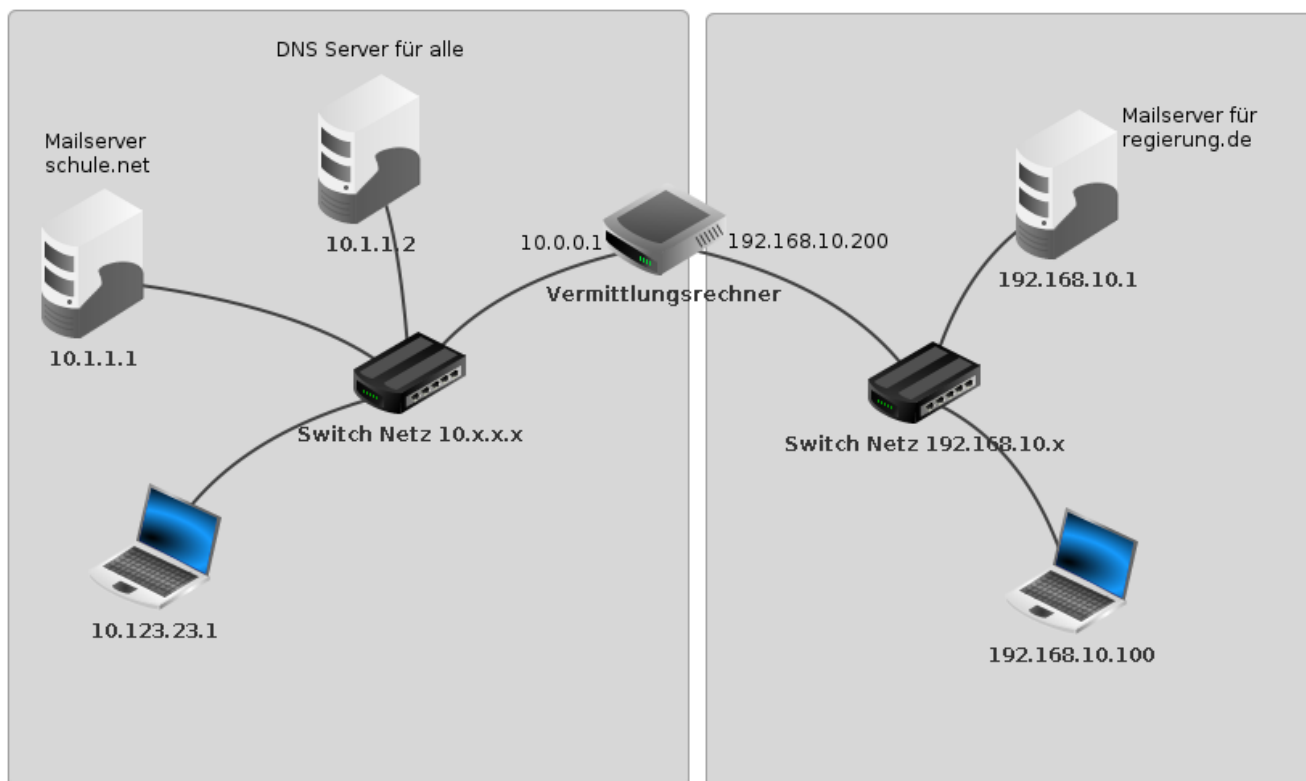 DNS Server für alle
Mailserver
schule.net
10.1.1.2
10.1.1.1
10.0.0.1
192.168.10.200
Vermittlungsrechner
Mailserver für
regierung.de
192.168.10.1
Switch Netz 10.x.x.x
Switch Netz 192.168.10.x
10.123.23.1
192.168.10.100